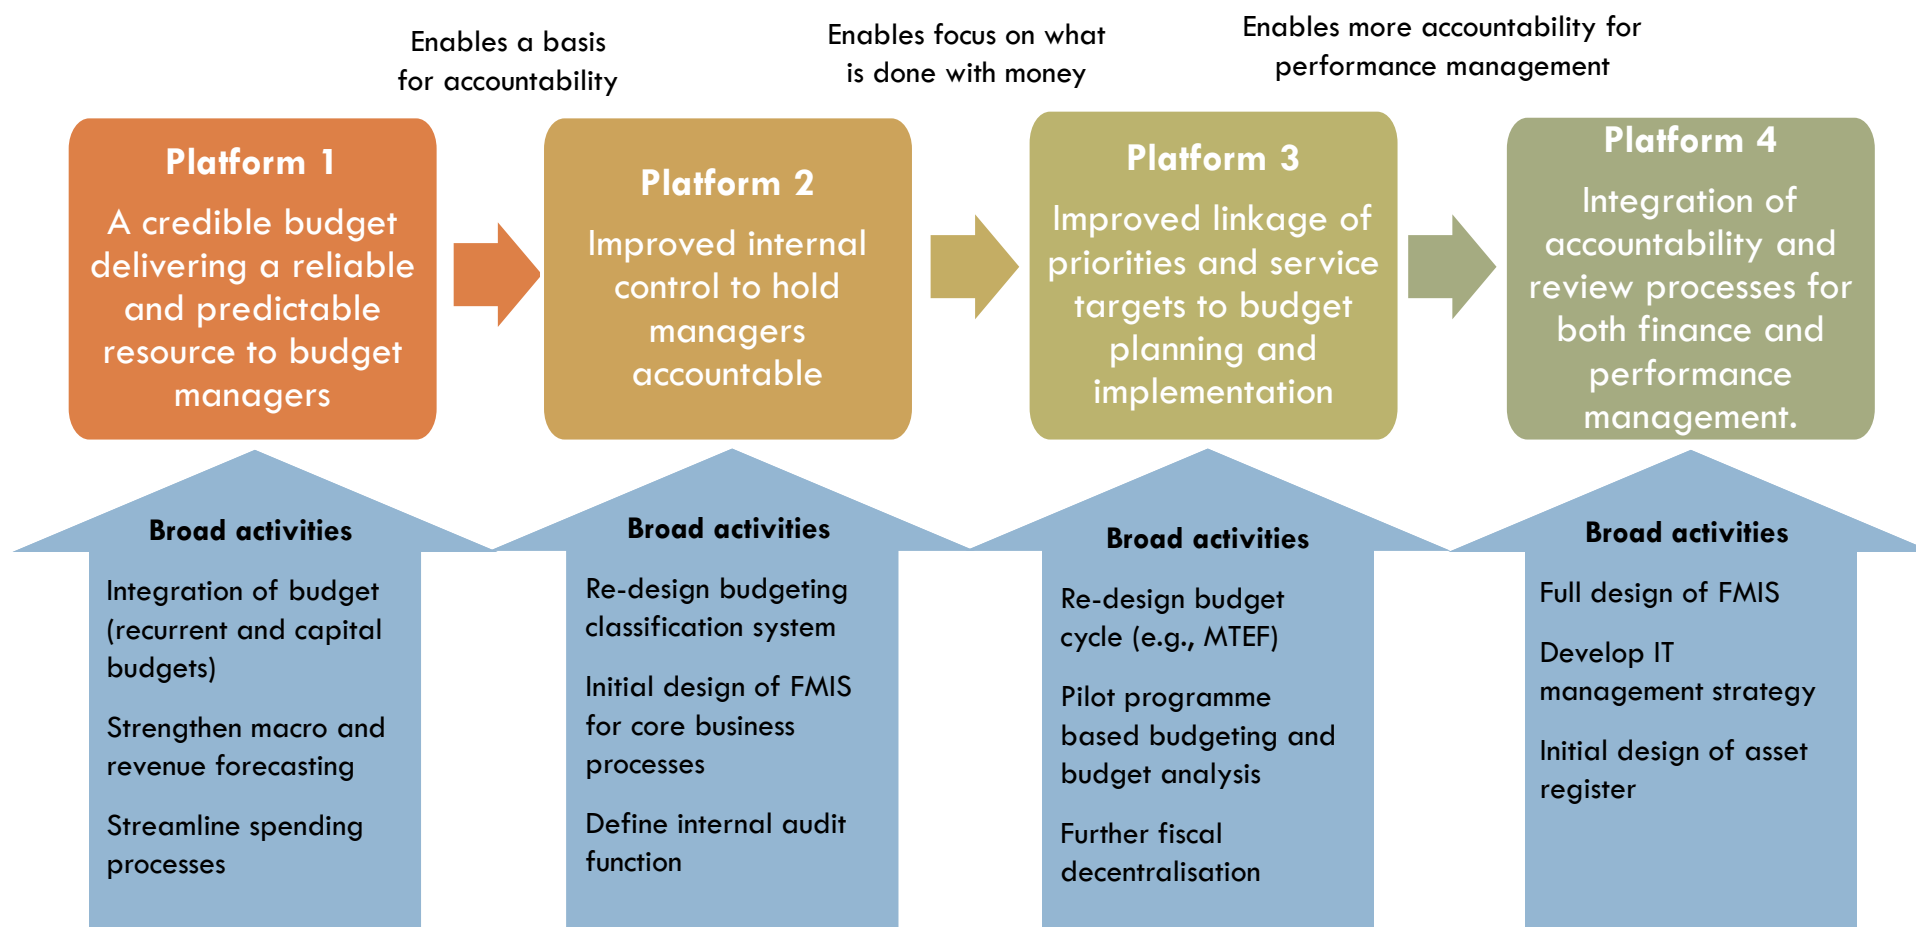 Enables a basis
for accountability
Enables focus on what
is done with money
Enables more accountability for
performance management
Platform 1
A credible budget
delivering a reliable
and predictable
resource to budget
managers
Platform 2
Improved internal
control to hold
managers
accountable
Platform 3
Improved linkage of
priorities and service
targets to budget
planning and
implementation
Platform 4
Integration of
accountability and
review processes for
both finance and
performance
management.
Broad activities
Integration of budget
(recurrent and capital
budgets)
Strengthen macro and
revenue forecasting
Streamline spending
processes
Broad activities
Re-design budgeting
classification system
Initial design of FMIS
for core business
processes
Define internal audit
function
Broad activities
Re-design budget
cycle (e.g., MTEF)
Pilot programme
based budgeting and
budget analysis
Further fiscal
decentralisation
Broad activities
Full design of FMIS
Develop IT
management strategy
Initial design of asset
register